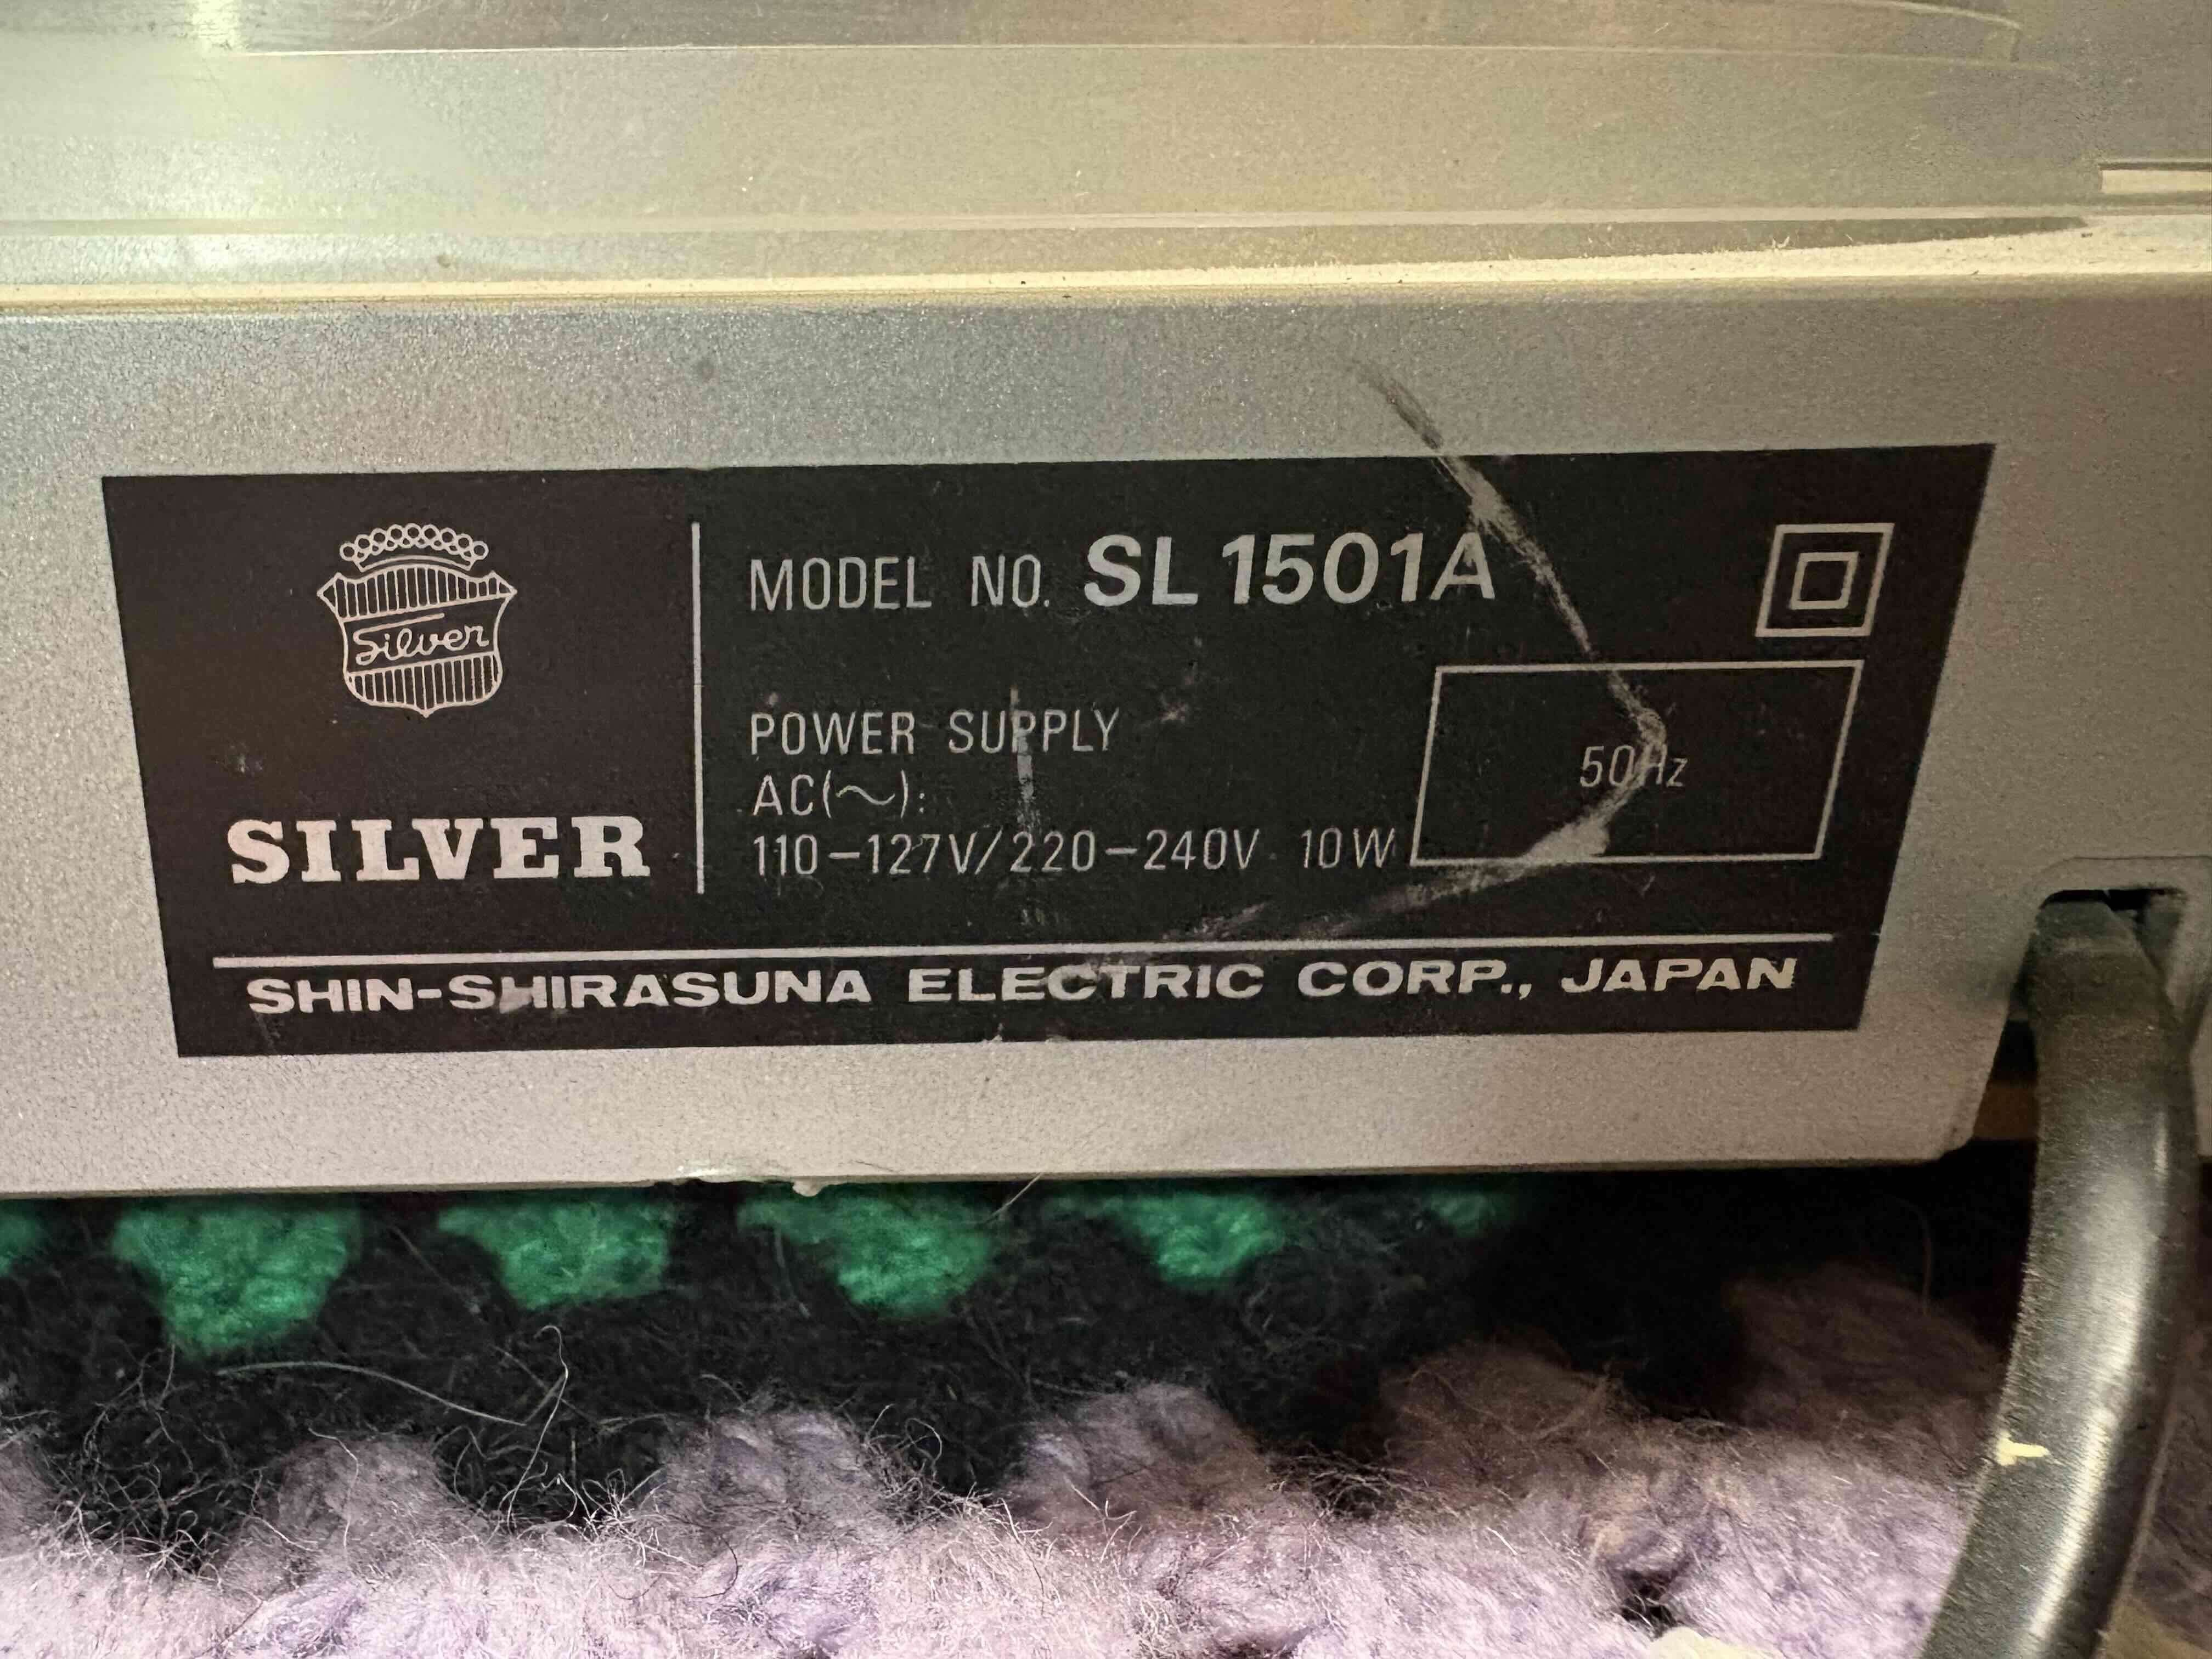 Silver
SILVER
MODEL NO. SL 1501A
POWER SUPPLY
AC(～):
110-127V/220-240V 10W
50Hz
SHIN-SHIRASUNA ELECTRIC CORP., JAPAN